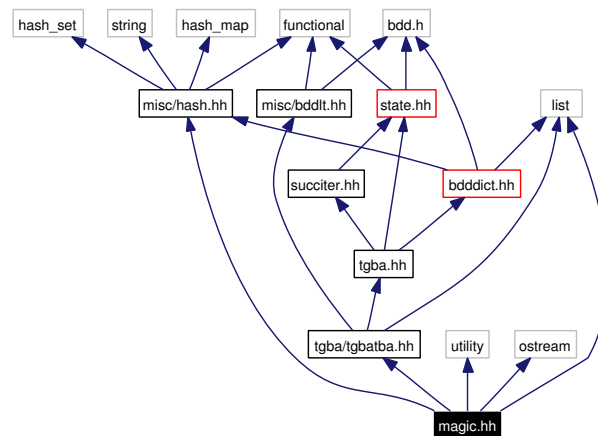 hash_set
string
hash_map
functional
bdd.h
misc/hash.hh
misc/bddlt.hh
state.hh
list
succiter.hh
bdddict.hh
tgba.hh
tgba/tgbatba.hh
utility
ostream
magic.hh